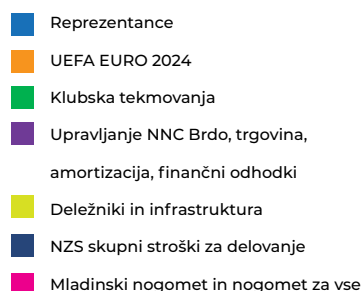 Reprezentance
UEFA EURO 2024
Klubska tekmovanja
Upravljanje NNC Brdo, trgovina,
amortizacija, finančni odhodki
Deležniki in infrastruktura
NZS skupni stroški za delovanje
Mladinski nogomet in nogomet za vse